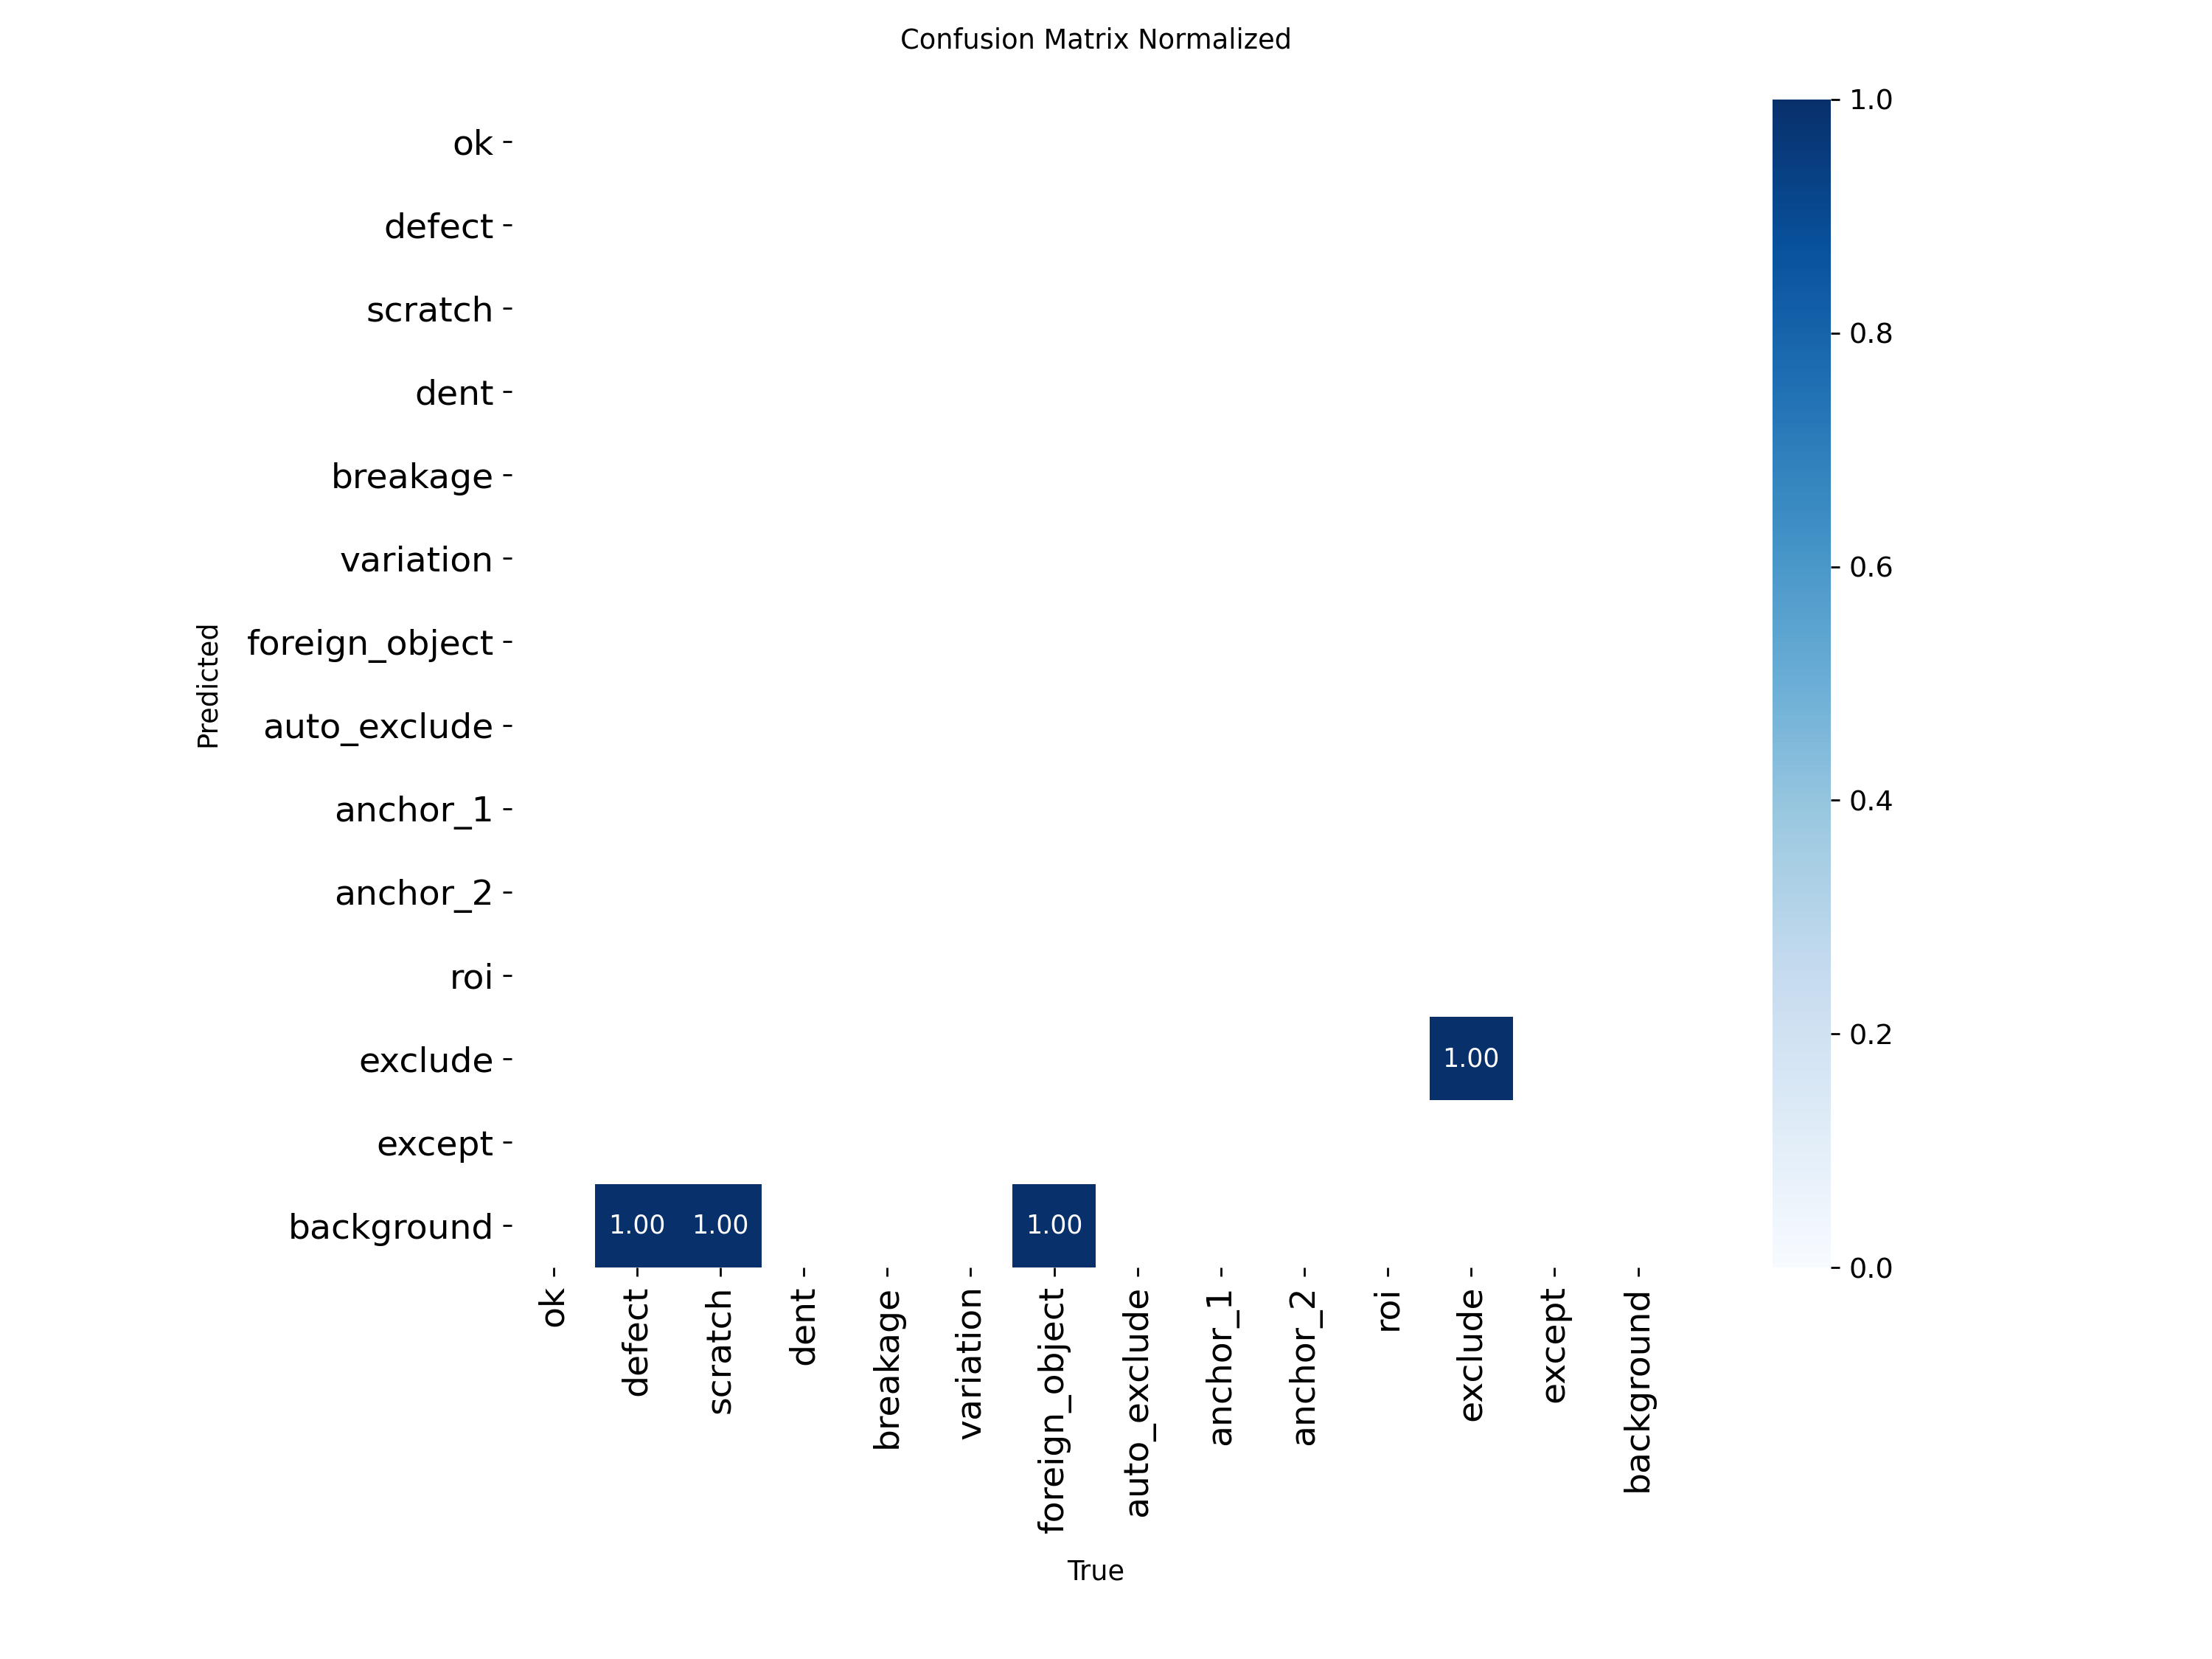 Confusion Matrix Normalized
Predicted
ok
defect
scratch
dent
breakage
variation
foreign_object
auto_exclude
anchor_1
anchor_2
roi
exclude
except
background
1.00
1.00 1.00 1.00
ok defect scratch dent breakage variation foreign_object auto_exclude anchor_1 anchor_2 roi exclude except background
True
1.0
0.8
0.6
0.4
0.2
0.0